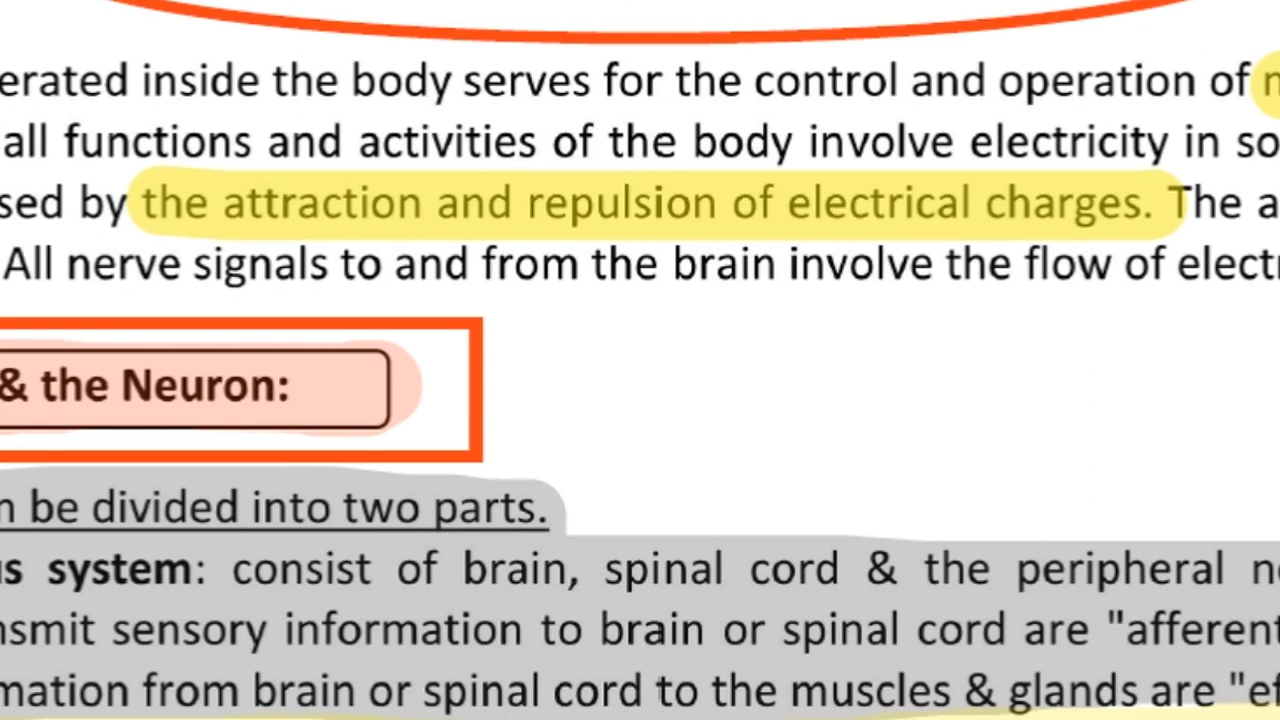 erated inside the body serves for the control and operation of
all functions and activities of the body involve electricity in so
sed by the attraction and repulsion of electrical charges. The a
All nerve signals to and from the brain involve the flow of elect
& the Neuron:
n be divided into two parts.
us system: consist of brain, spinal cord & the peripheral ne
nsmit sensory information to brain or spinal cord are "afferent
mation from brain or spinal cord to the muscles & glands are "ef